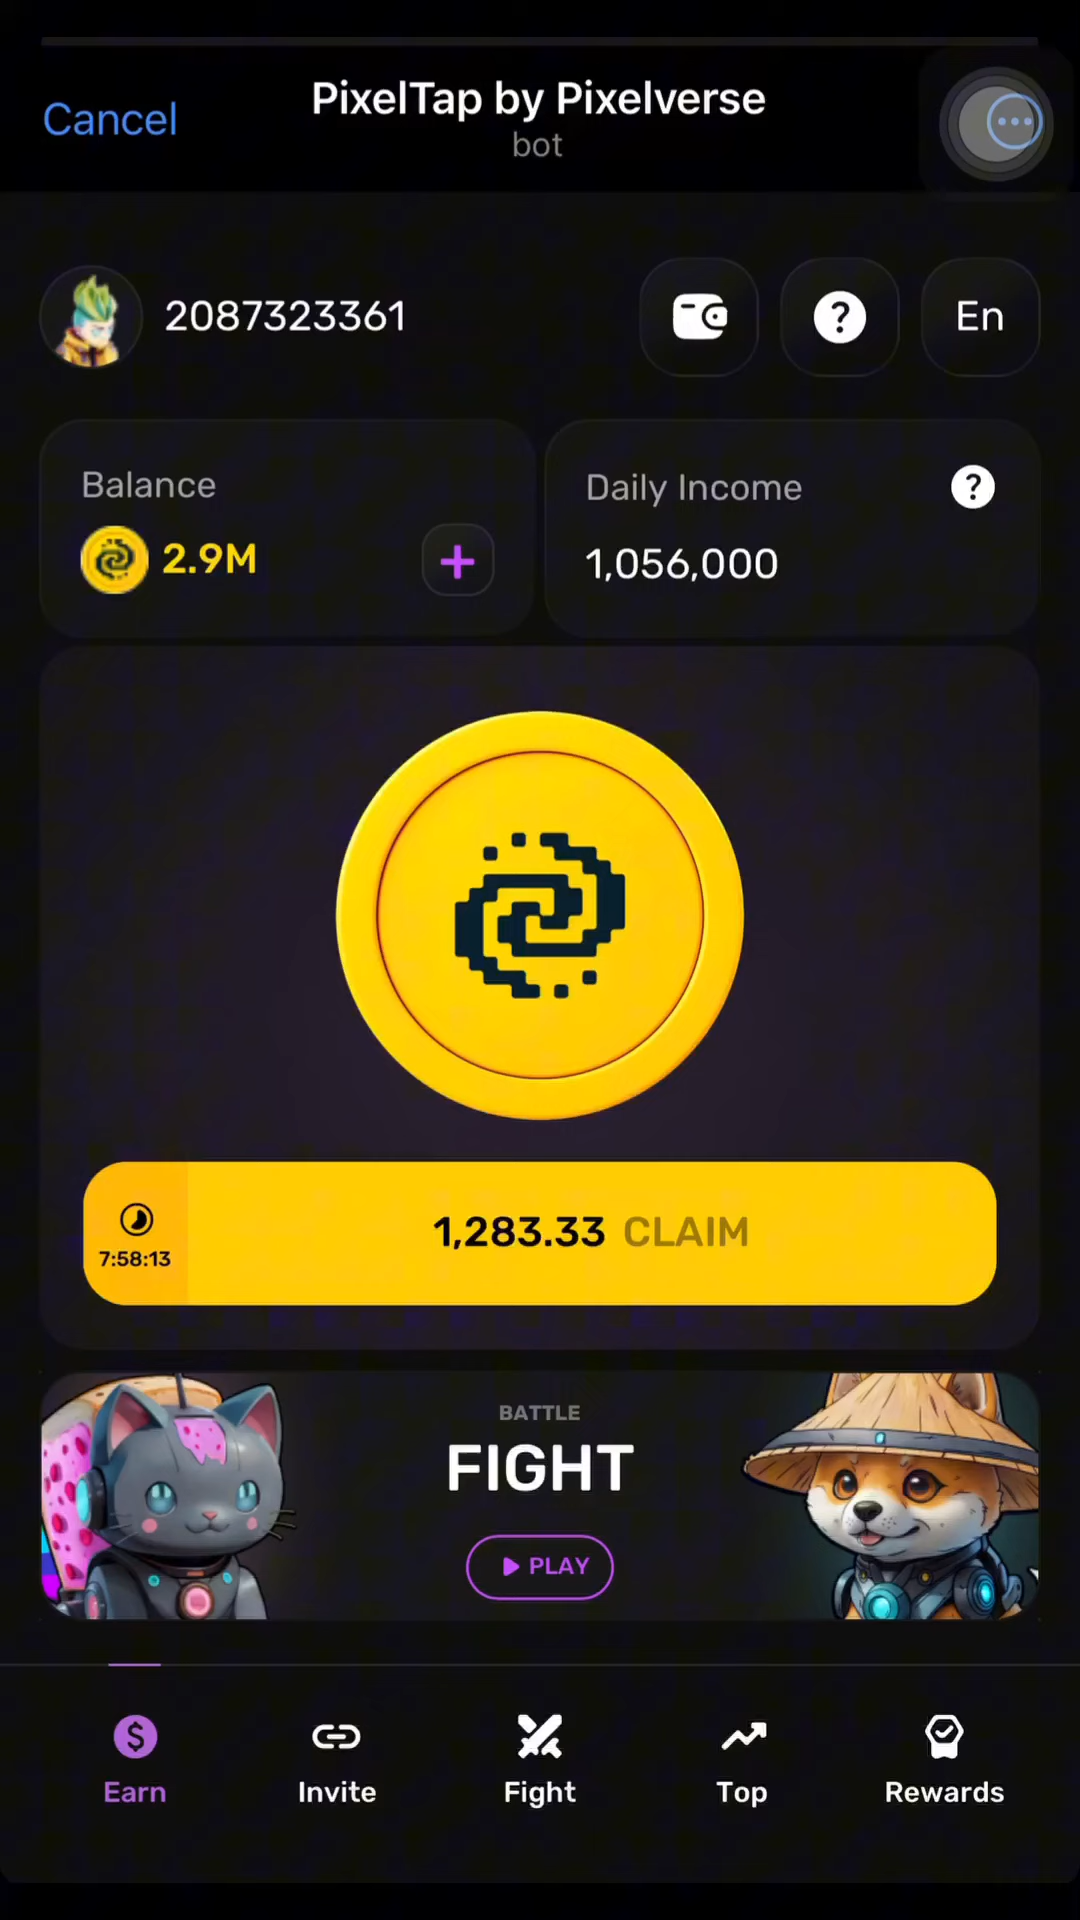 Cancel
PixelTap by Pixelverse
bot
2087323361
En
Balance
2.9M
Daily Income
1,056,000
7:58:13
1,283.33 CLAIM
BATTLE
FIGHT
PLAY
Earn
Invite
Fight
Top
Rewards